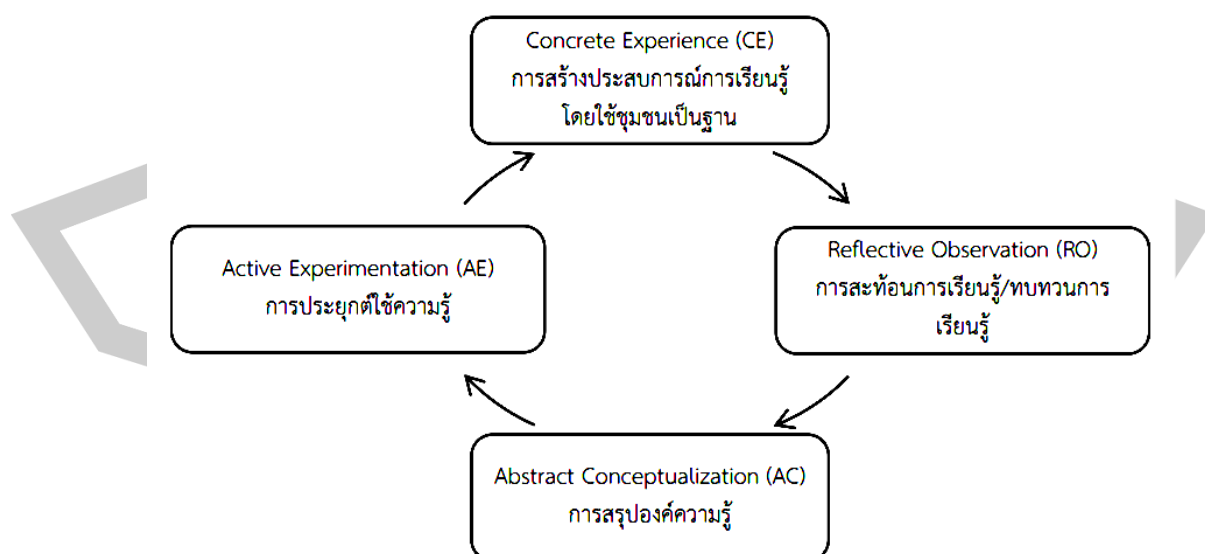 Concrete Experience (CE)
การสร้างประสบการณ์การเรียนรู้
โดยใช้ชุมชนเป็นฐาน
Active Experimentation (AE)
การประยุกต์ใช้ความรู้
Reflective Observation (RO)
การสะท้อนการเรียนรู้/ทบทวนการ
เรียนรู้
Abstract Conceptualization (AC)
การสรุปองค์ความรู้